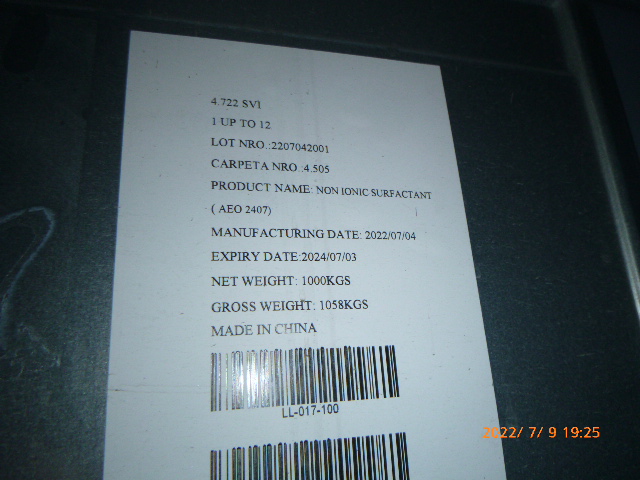 4.722 SVI
1 UP TO 12
LOT NRO.:2207042001
CARPETA NRO .:4.505
PRODUCT NAME: NON IONIC SURFACTANT
( AEO 2407)
MANUFACTURING DATE: 2022/07/04
EXPIRY DATE:2024/07/03
NET WEIGHT: 1000KGS
GROSS WEIGHT: 1058KGS
MADE IN CHINA
LL-017-100
2022/ 7/ 9 19:25